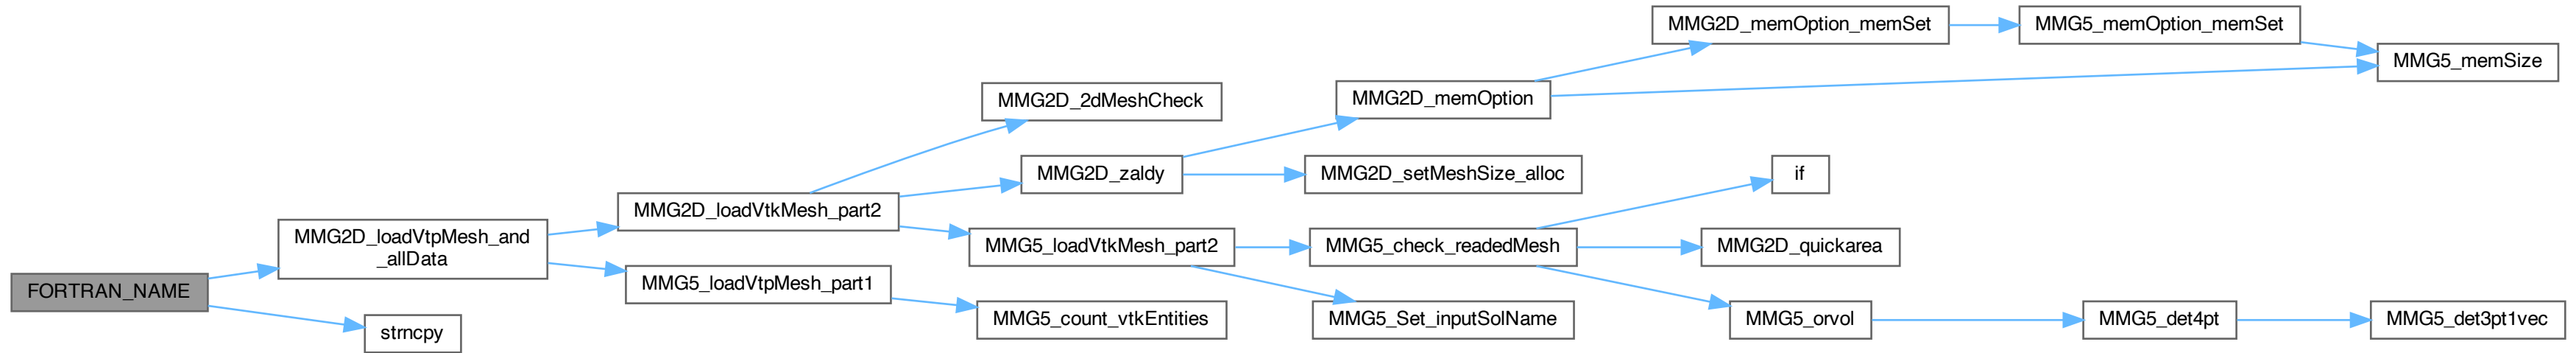 FORTRAN_NAME
MMG2D_loadVtpMesh_and
_allData
strncpy
MMG2D_loadVtkMesh_part2
MMG5_loadVtpMesh_part1
MMG2D_2dMeshCheck
MMG2D_zaldy
MMG5_loadVtkMesh_part2
MMG5_count_vtkEntities
MMG2D_memOption
MMG2D_setMeshSize_alloc
MMG5_check_readedMesh
MMG5_Set_inputSolName
MMG2D_memOption_memSet
if
MMG2D_quickarea
MMG5_orvol
MMG5_memOption_memSet
MMG5_det4pt
MMG5_memSize
MMG5_det3pt1vec